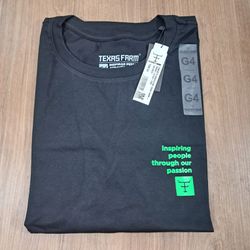 TEXAS FARM
G4
G4
G4
inspiring
people
through our
passion